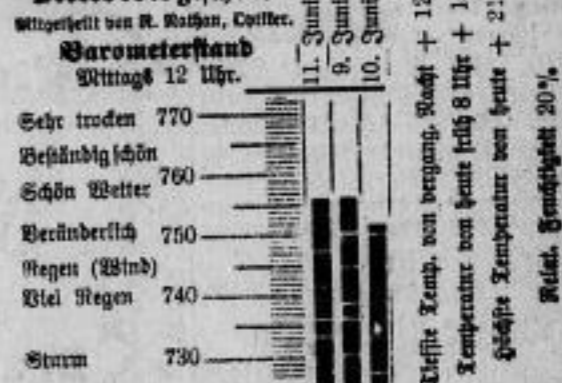 Mitgetheilt von R. Nathan, Optiker.
Barometerstand
Mittags 12 Uhr.
11. Juni
9. Juni
10. Juni
Sehr trocken 770
Beständig schön
Schön Wetter 760
Veränderlich 750
Regen (Wind)
Viel Regen 740
Sturm 730
Tiefste Temp. von vergang. Nacht + 12
Temperatur von heute früh 8 Uhr + 1
Höchste Temperatur von heute + 21
Relat. Feuchtigkeit 20%